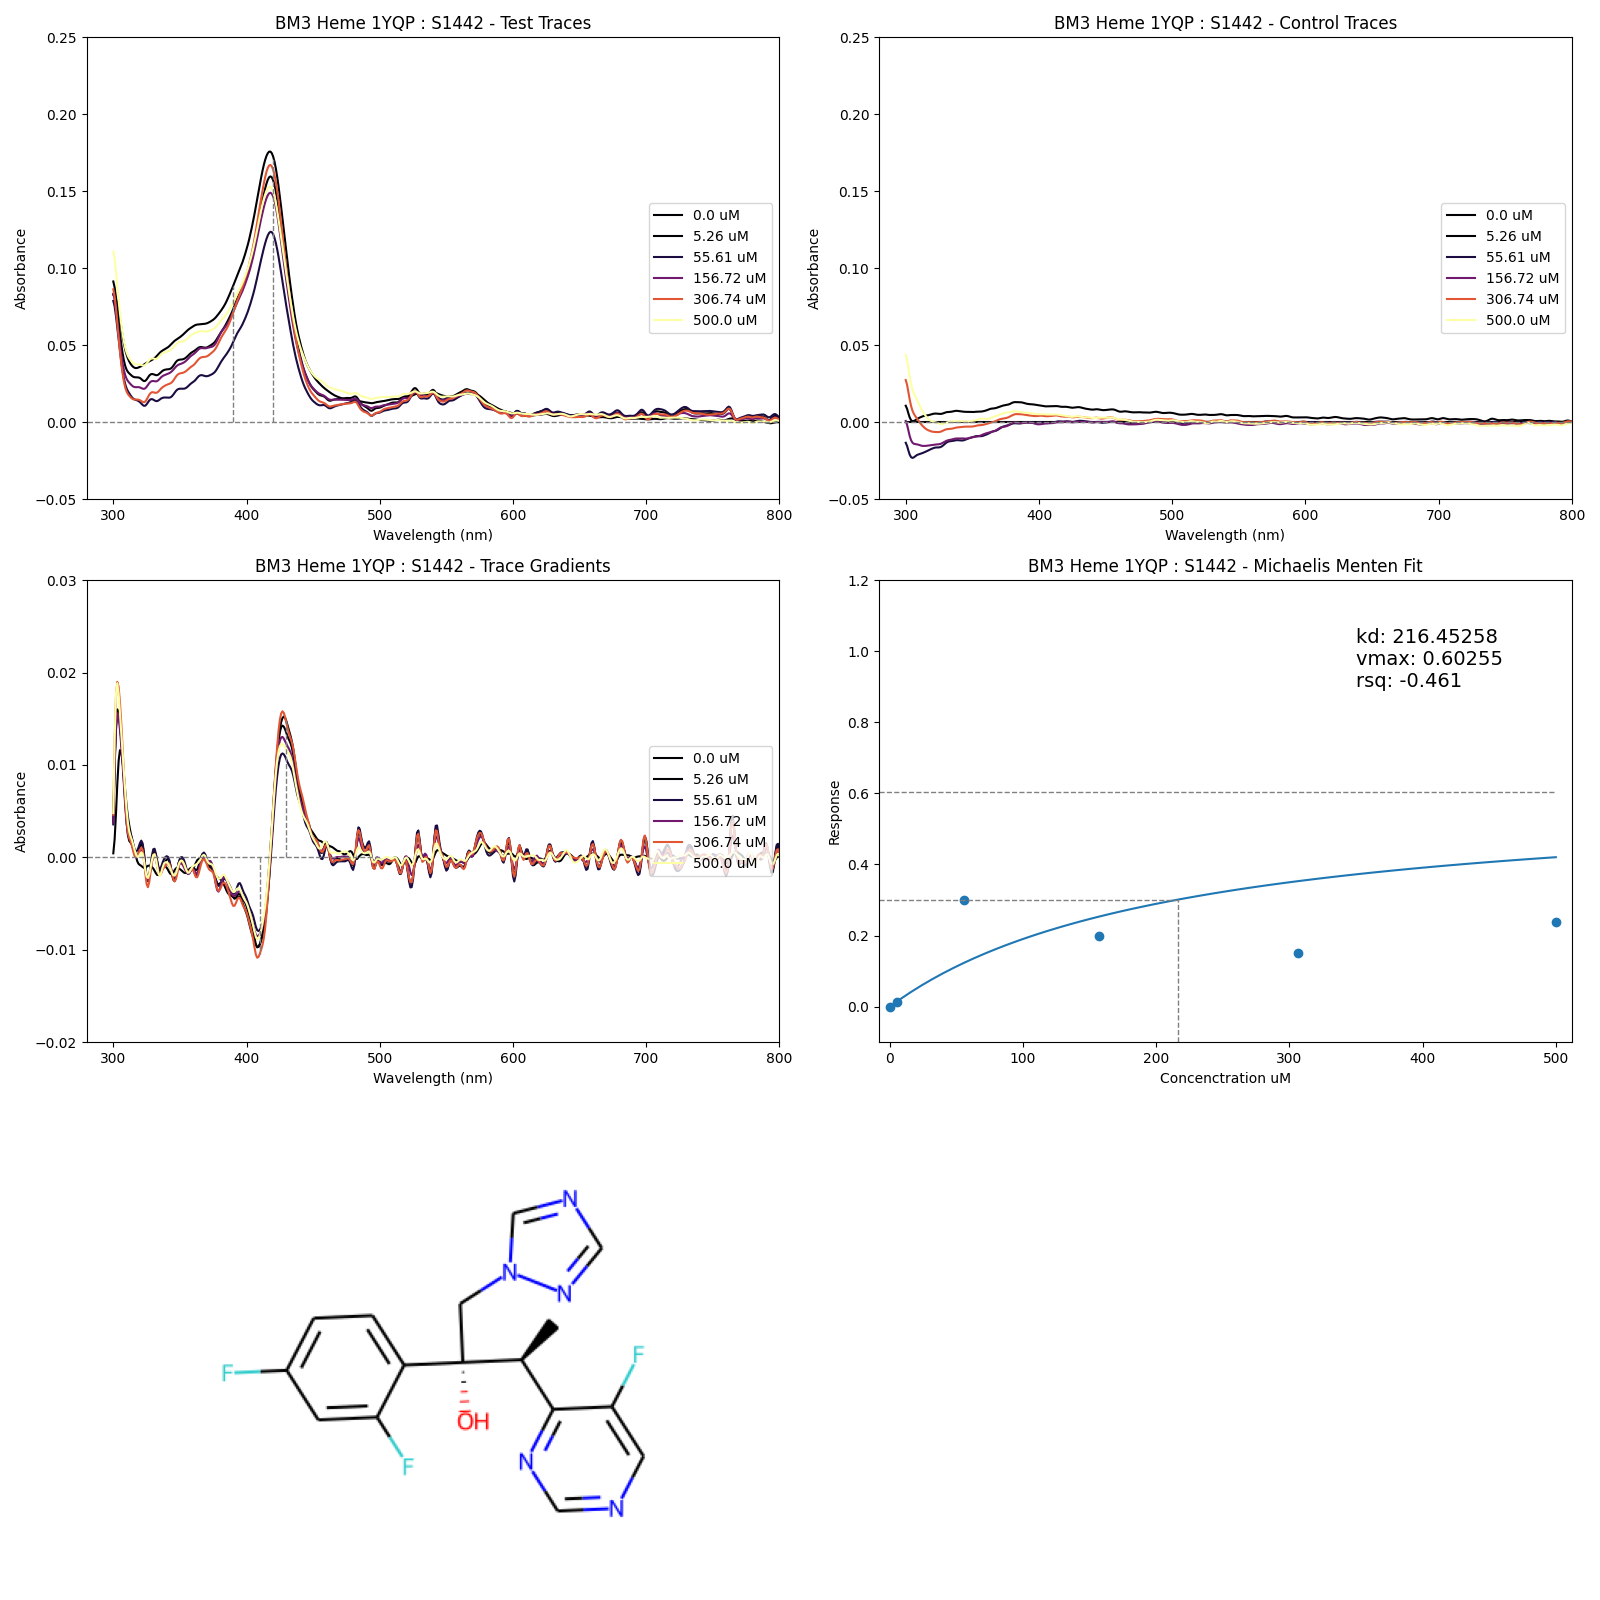 BM3 Heme 1YQP : S1442 - Test Traces
0.25
0.20
0.15
0.10
0.05
0.00
−0.05
Absorbance
0.0 uM
5.26 uM
55.61 uM
156.72 uM
306.74 uM
500.0 uM
300 400 500 600 700 800
Wavelength (nm)
BM3 Heme 1YQP : S1442 - Control Traces
0.25
0.20
0.15
0.10
0.05
0.00
−0.05
Absorbance
0.0 uM
5.26 uM
55.61 uM
156.72 uM
306.74 uM
500.0 uM
300 400 500 600 700 800
Wavelength (nm)
BM3 Heme 1YQP : S1442 - Trace Gradients
0.03
0.02
0.01
0.00
−0.01
−0.02
Absorbance
0.0 uM
5.26 uM
55.61 uM
156.72 uM
306.74 uM
500.0 uM
300 400 500 600 700 800
Wavelength (nm)
BM3 Heme 1YQP : S1442 - Michaelis Menten Fit
1.2
1.0
0.8
0.6
0.4
0.2
0.0
Response
kd: 216.45258
vmax: 0.60255
rsq: -0.461
0 100 200 300 400 500
Concenctration uM
N
N
N
F
F
OH
F
N
N